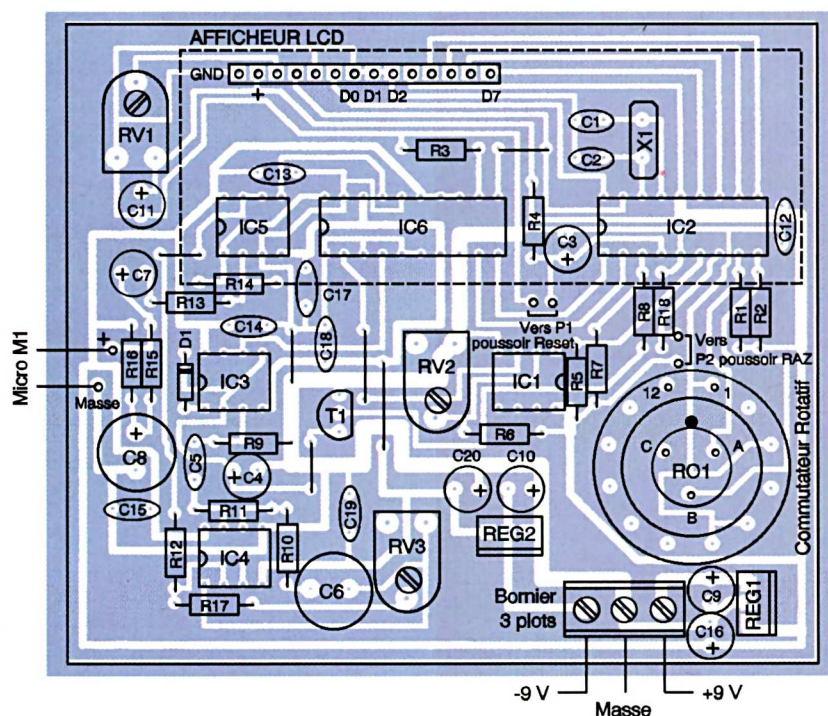 AFFICHEUR LCD
GND
+
D0 D1 D2
D7
RV1
C1
C2
X1
R3
C13
C11
+
IC5
IC6
R4
C3
+
IC2
C12
C7
+
R14
R13
C17
Vers P1
poussoir Reset
R8
R18
R1
R2
Vers
P2 poussoir RAZ
Micro M1
+
Masse
R16
R15
D1
C14
C18
IC3
RV2
IC1
R5
R7
T1
R6
12
1
C
A
RO1
B
Commutateur Rotatif
C8
+
C5
R9
C4
+
C20
C10
+
+
C15
R11
C19
REG2
R12
IC4
R10
RV3
R17
C6
Bornier
3 plots
C9
+
REG1
C16
+
-9 V
Masse
+9 V